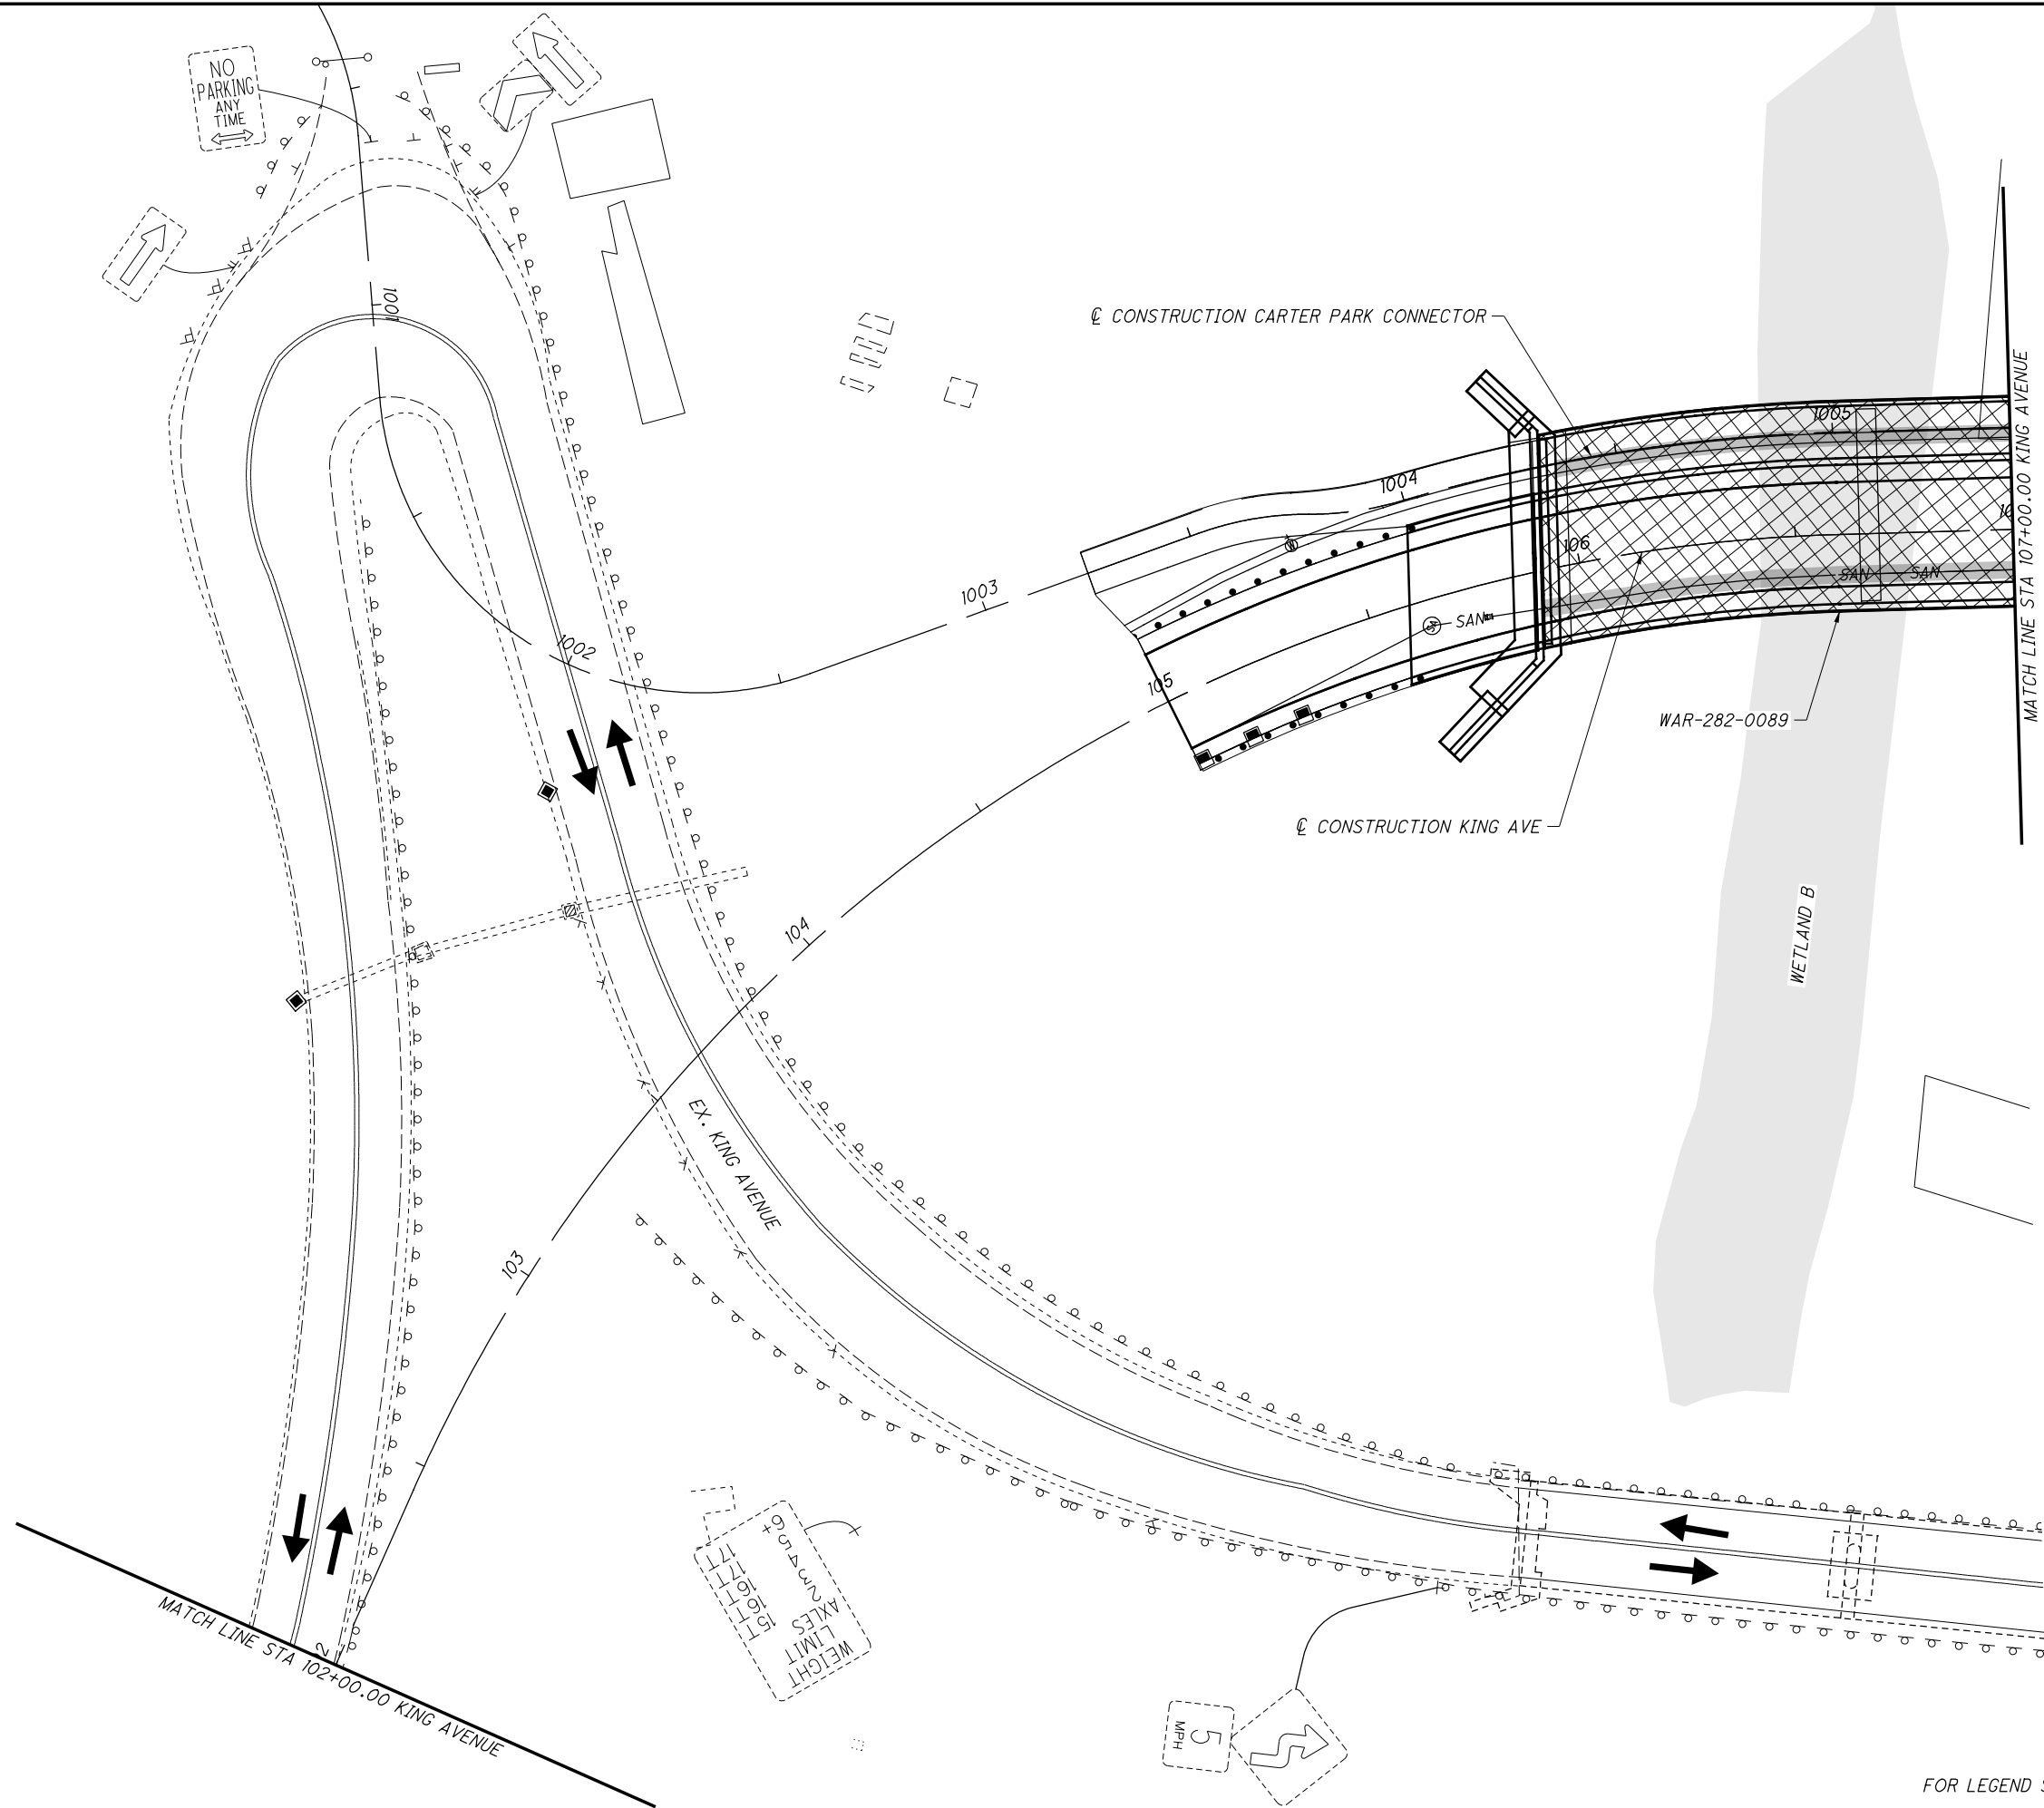 NO
PARKING
ANY
TIME
1001
℄ CONSTRUCTION CARTER PARK CONNECTOR
1005
1004
106
1003
SAN
SAN
SAN
1002
105
WAR-282-0089
MATCH LINE STA 107+00.00 KING AVENUE
℄ CONSTRUCTION KING AVE
104
WETLAND B
EX. KING AVENUE
103
WEIGHT
LIMIT
AXLES
2 15T
3 16T
4 17T
5 17T
6+
MATCH LINE STA 102+00.00 KING AVENUE
2
5
MPH
FOR LEGEND